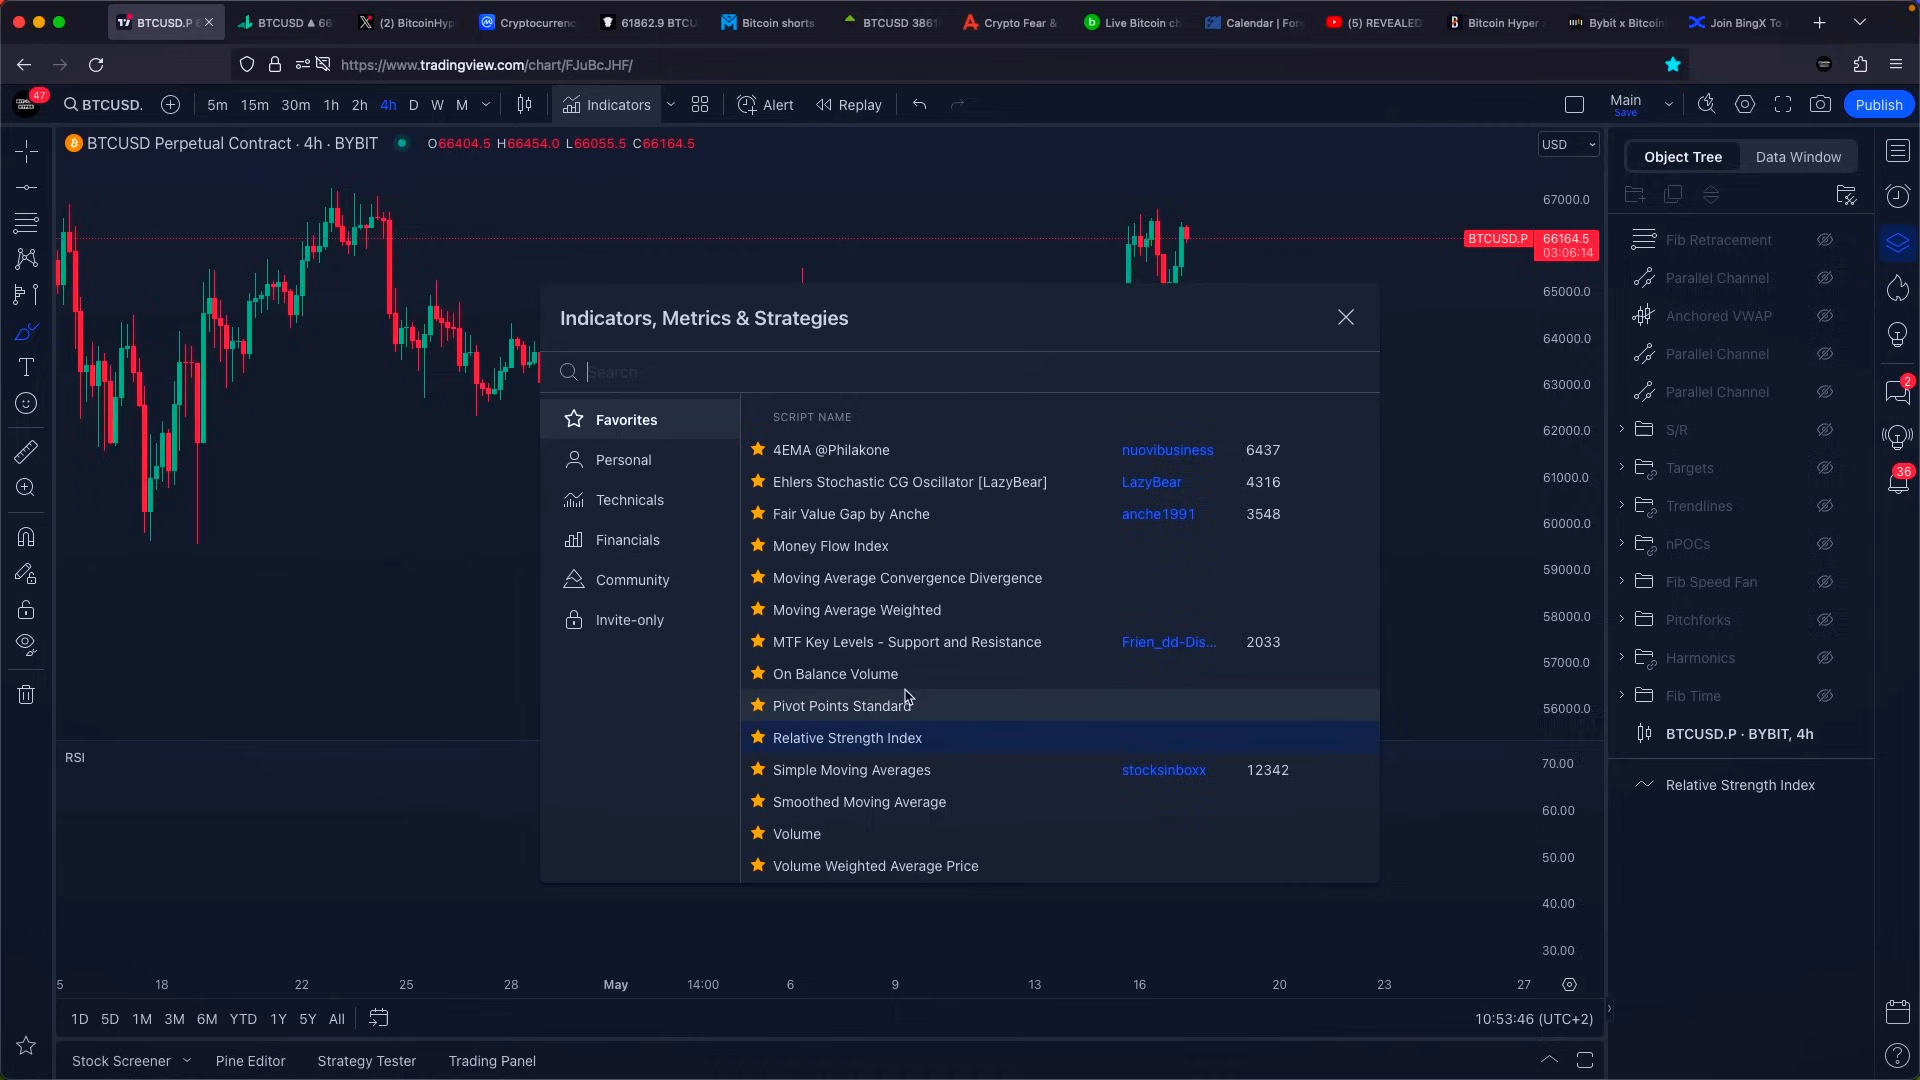 BTCUSD.P 6
BTCUSD ▲ 66
(2) BitcoinHyp
Cryptocurrenc
61862.9 BTCU
Bitcoin shorts
BTCUSD 3861
Crypto Fear &
Live Bitcoin ch
Calendar | For
(5) REVEALED
Bitcoin Hyper
Bybit x Bitcoin
Join BingX To
https://www.tradingview.com/chart/FJuBcJHF/
47
BTCUSD.
5m 15m 30m 1h 2h 4h D W M
Indicators
Alert
Replay
Main
Save
Publish
BTCUSD Perpetual Contract · 4h · BYBIT
O66404.5 H66454.0 L66055.5 C66164.5
USD
Object Tree
Data Window
67000.0
BTCUSD.P
66164.5
03:06:14
65000.0
64000.0
63000.0
62000.0
61000.0
60000.0
59000.0
58000.0
57000.0
56000.0
Indicators, Metrics & Strategies
Search
Favorites
Personal
Technicals
Financials
Community
Invite-only
SCRIPT NAME
4EMA @Philakone nuovibusiness 6437
Ehlers Stochastic CG Oscillator [LazyBear] LazyBear 4316
Fair Value Gap by Anche anche1991 3548
Money Flow Index
Moving Average Convergence Divergence
Moving Average Weighted
MTF Key Levels - Support and Resistance Frien_dd-Dis... 2033
On Balance Volume
Pivot Points Standard
Relative Strength Index
Simple Moving Averages stocksinboxx 12342
Smoothed Moving Average
Volume
Volume Weighted Average Price
Fib Retracement
Parallel Channel
Anchored VWAP
Parallel Channel
Parallel Channel
S/R
Targets
Trendlines
nPOCs
Fib Speed Fan
Pitchforks
Harmonics
Fib Time
BTCUSD.P · BYBIT, 4h
Relative Strength Index
2
36
RSI
70.00
60.00
50.00
40.00
30.00
5 18 22 25 28 May 14:00 6 9 13 16 20 23 27
1D 5D 1M 3M 6M YTD 1Y 5Y All
10:53:46 (UTC+2)
Stock Screener
Pine Editor
Strategy Tester
Trading Panel